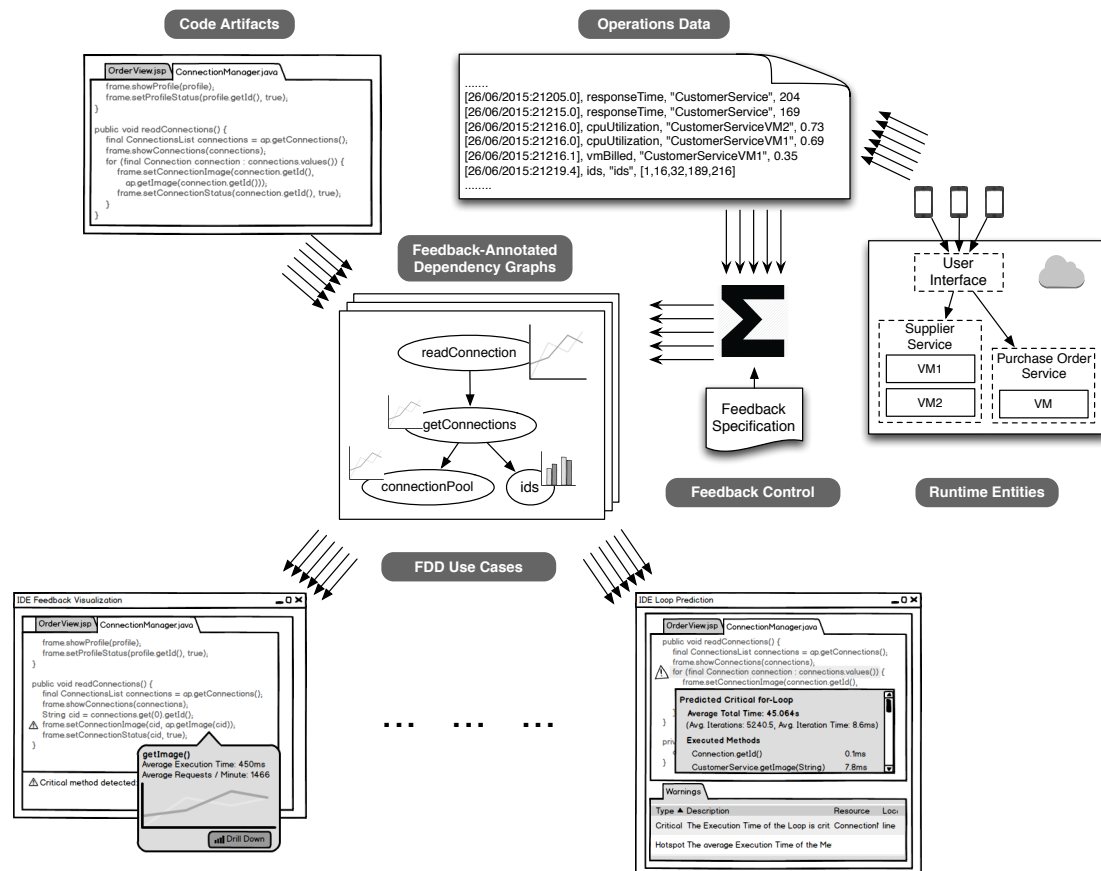 Code Artifacts
OrderView.jsp
ConnectionManager.java
frame.showProfile(profile);
frame.setProfileStatus(profile.getId(), true);
}
public void readConnections() {
final ConnectionsList connections = ap.getConnections();
frame.showConnections(connections);
for (final Connection connection : connections.values()) {
frame.setConnectionImage(connection.getId(),
ap.getImage(connection.getId()));
frame.setConnectionStatus(connection.getId(), true);
}
}
Operations Data
.......
[26/06/2015:21205.0], responseTime, "CustomerService", 204
[26/06/2015:21215.0], responseTime, "CustomerService", 169
[26/06/2015:21216.0], cpuUtilization, "CustomerServiceVM2", 0.73
[26/06/2015:21216.0], cpuUtilization, "CustomerServiceVM1", 0.69
[26/06/2015:21216.1], vmBilled, "CustomerServiceVM1", 0.35
[26/06/2015:21219.4], ids, "ids", [1,16,32,189,216]
........
User
Interface
Supplier
Service
VM1
VM2
Purchase Order
Service
VM
Runtime Entities
Feedback-Annotated
Dependency Graphs
readConnection
getConnections
connectionPool
ids
Σ
Feedback
Specification
Feedback Control
FDD Use Cases
IDE Feedback Visualization
OrderView.jsp
ConnectionManager.java
frame.showProfile(profile);
frame.setProfileStatus(profile.getId(), true);
}
public void readConnections() {
final ConnectionsList connections = ap.getConnections();
frame.showConnections(connections);
String cid = connections.get(0).getId();
frame.setConnectionImage(cid, ap.getImage(cid));
frame.setConnectionStatus(cid, true);
}
Critical method detected:
getImage()
Average Execution Time: 450ms
Average Requests / Minute: 1466
Drill Down
... ... ...
IDE Loop Prediction
OrderView.jsp
ConnectionManager.java
public void readConnections() {
final ConnectionsList connections = ap.getConnections();
frame.showConnections(connections);
for (final Connection connection : connections.values()) {
frame.setConnectionImage(connection.getId(),
}
priv
}
Predicted Critical for-Loop
Average Total Time: 45.064s
(Avg. Iterations: 5240.5, Avg. Iteration Time: 8.6ms)
Executed Methods
Connection.getId() 0.1ms
CustomerService.getImage(String) 7.8ms
Warnings
Type Description Resource Loc
Critical The Execution Time of the Loop is crit Connection line
Hotspot The average Execution Time of the Me